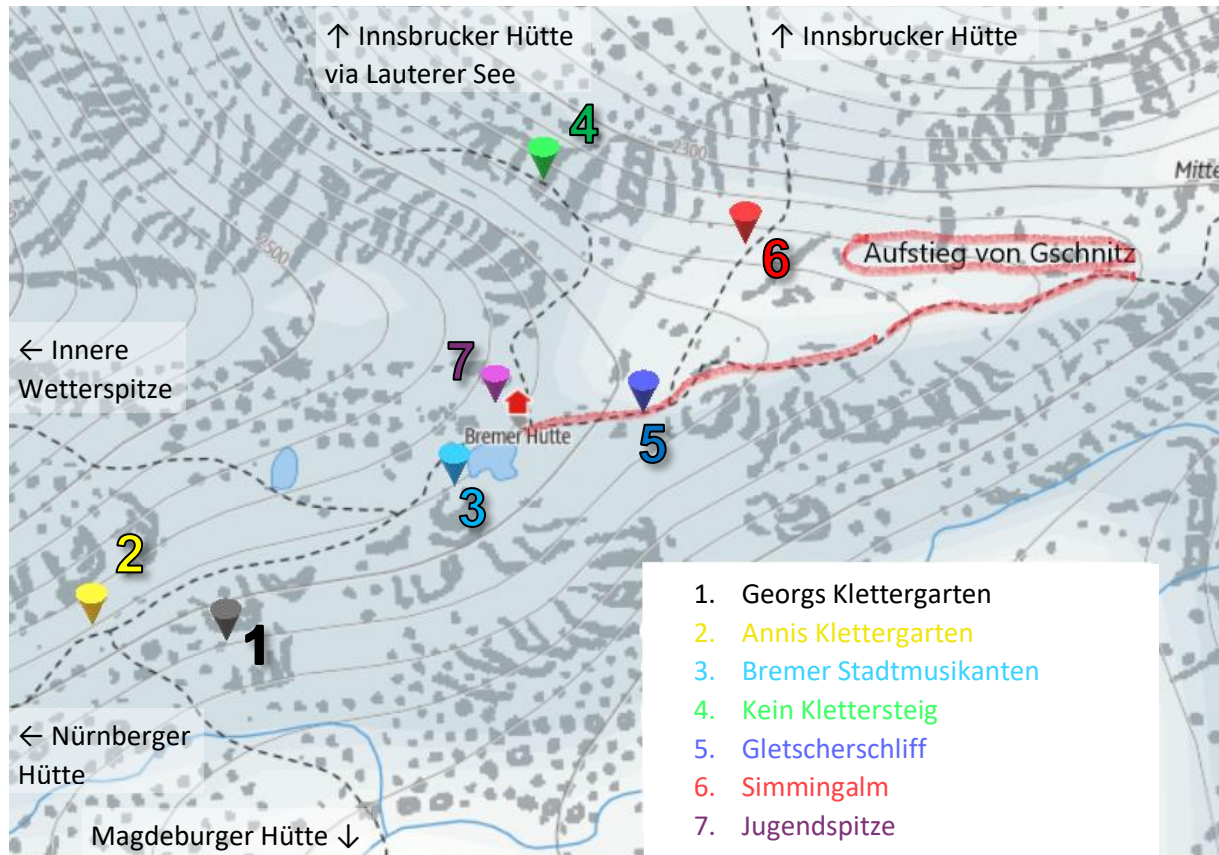 ↑ Innsbrucker Hütte
via Lauterer See
↑ Innsbrucker Hütte
4
2300
Mitte
6
Aufstieg von Gschnitz
2500
← Innere
Wetterspitze
7
Bremer Hütte
5
3
2
1
← Nürnberger
Hütte
Magdeburger Hütte ↓
1. Georgs Klettergarten
2. Annis Klettergarten
3. Bremer Stadtmusikanten
4. Kein Klettersteig
5. Gletscherschliff
6. Simmingalm
7. Jugendspitze